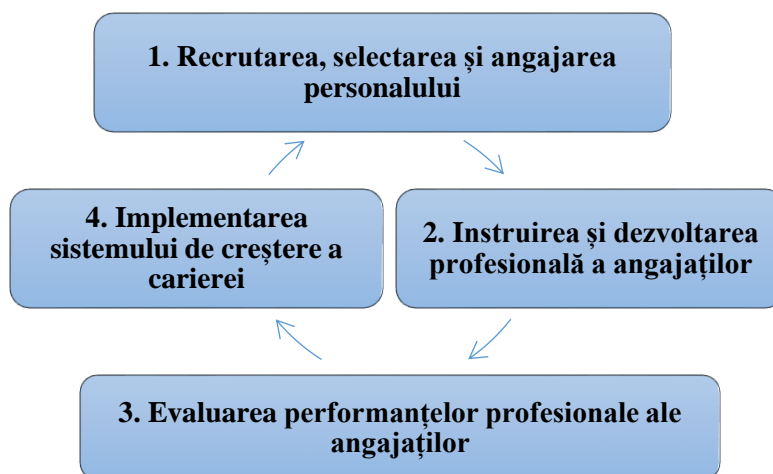 1. Recrutarea, selectarea și angajarea
personalului
2. Instruirea și dezvoltarea
profesională a angajaților
3. Evaluarea performanțelor profesionale ale
angajaților
4. Implementarea
sistemului de creștere a
carierei